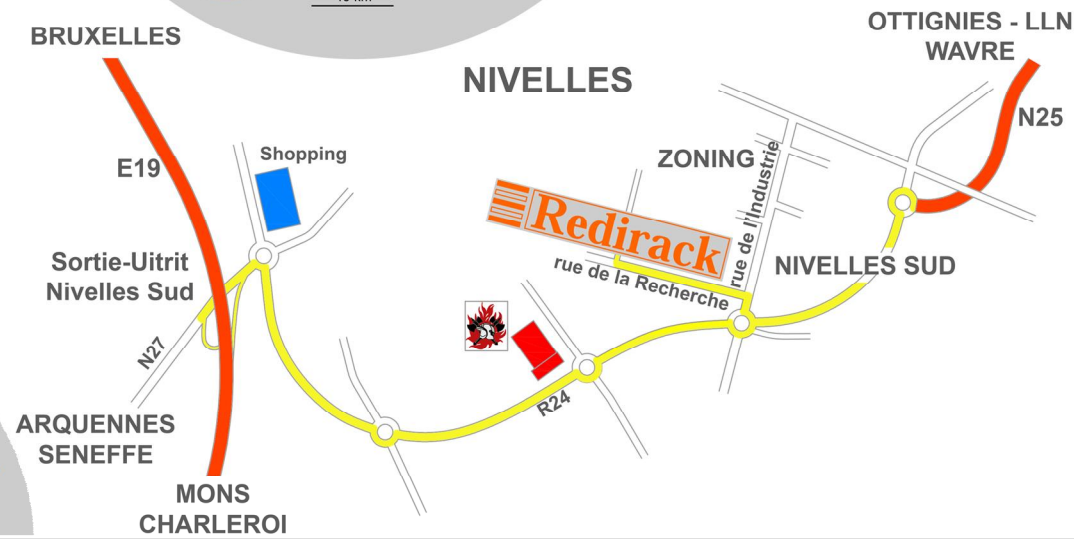 BRUXELLES
OTTIGNIES - LLN
WAVRE
NIVELLES
N25
E19
Shopping
ZONING
rue de l'Industrie
Redirack
Sortie-Uitrit
Nivelles Sud
rue de la Recherche
NIVELLES SUD
N27
R24
ARQUENNES
SENEFFE
MONS
CHARLEROI